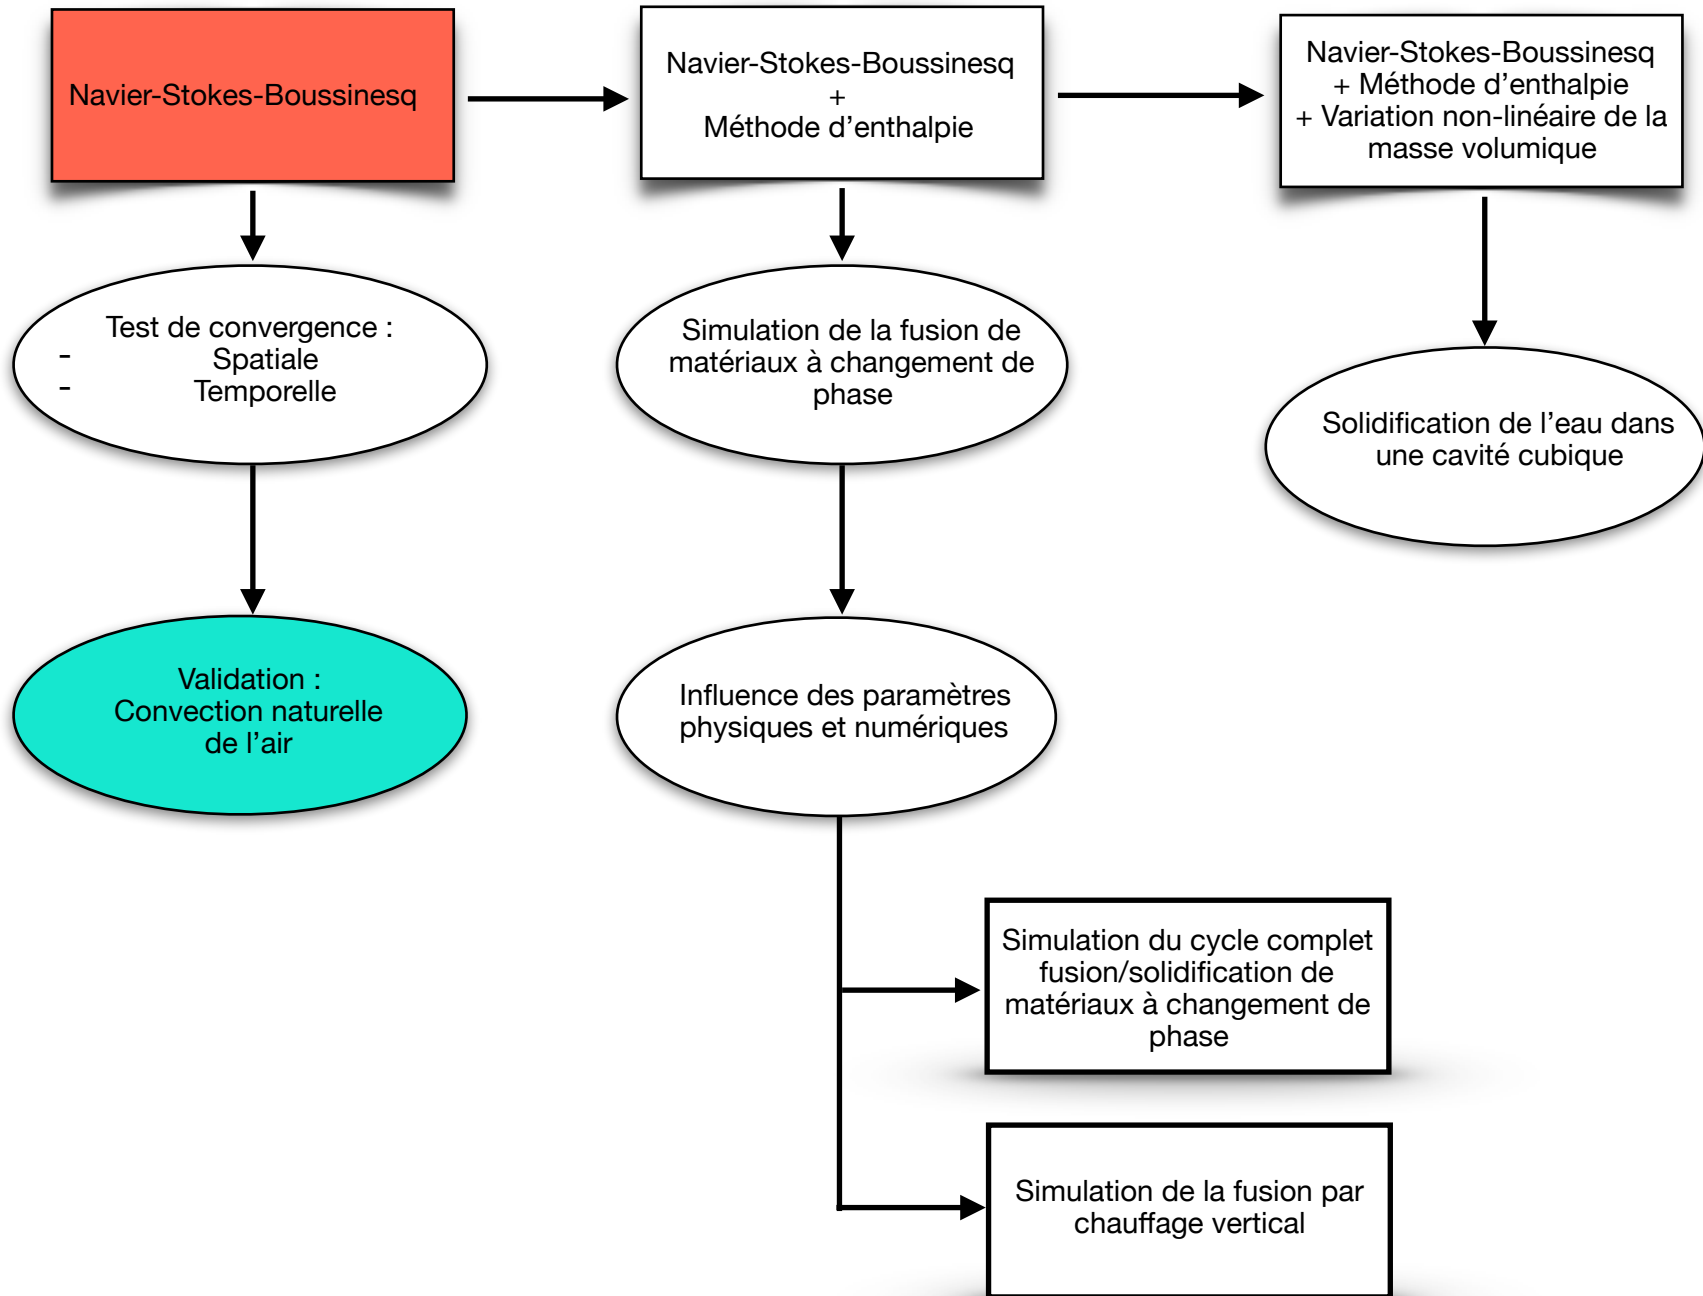 Navier-Stokes-Boussinesq
Navier-Stokes-Boussinesq
+
Méthode d’enthalpie
Navier-Stokes-Boussinesq
+ Méthode d’enthalpie
+ Variation non-linéaire de la
masse volumique
Test de convergence :
- Spatiale
- Temporelle
Simulation de la fusion de
matériaux à changement de
phase
Solidification de l’eau dans
une cavité cubique
Validation :
Convection naturelle
de l’air
Influence des paramètres
physiques et numériques
Simulation du cycle complet
fusion/solidification de
matériaux à changement de
phase
Simulation de la fusion par
chauffage vertical